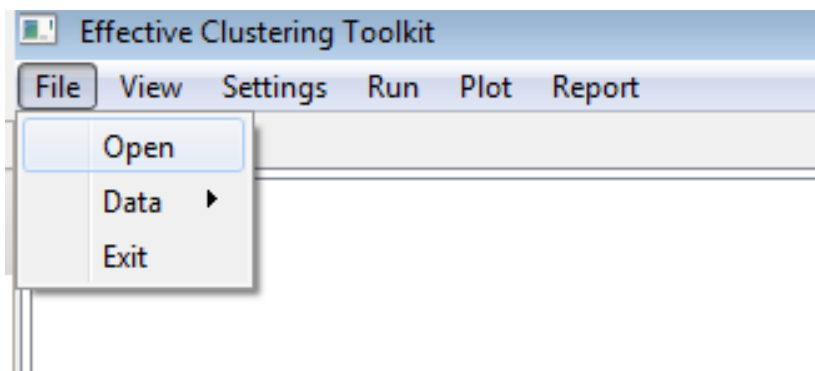 Effective Clustering Toolkit
File View Settings Run Plot Report
Open
Data
Exit